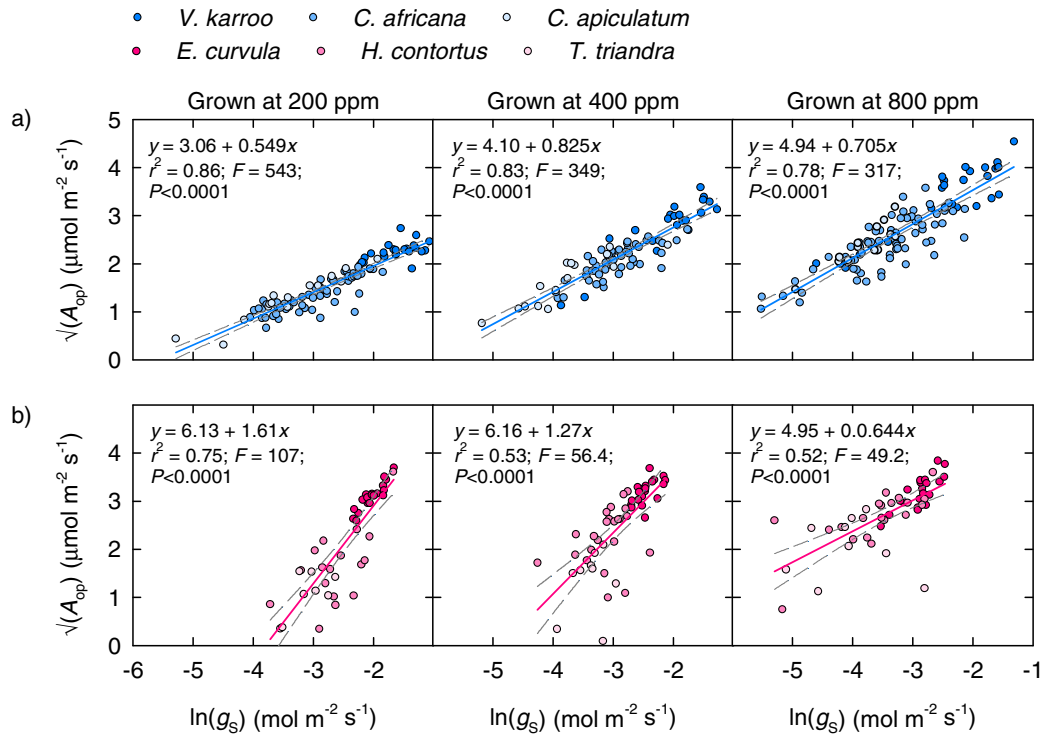 V. karroo C. africana C. apiculatum
E. curvula H. contortus T. triandra
Grown at 200 ppm Grown at 400 ppm Grown at 800 ppm
a)
5
4
3
2
1
0
√(Aop) (μmol m⁻² s⁻¹)
y = 3.06 + 0.549x
r² = 0.86; F = 543;
P<0.0001
y = 4.10 + 0.825x
r² = 0.83; F = 349;
P<0.0001
y = 4.94 + 0.705x
r² = 0.78; F = 317;
P<0.0001
b)
4
3
2
1
0
√(Aop) (μmol m⁻² s⁻¹)
y = 6.13 + 1.61x
r² = 0.75; F = 107;
P<0.0001
y = 6.16 + 1.27x
r² = 0.53; F = 56.4;
P<0.0001
y = 4.95 + 0.0.644x
r² = 0.52; F = 49.2;
P<0.0001
-6 -5 -4 -3 -2 -6 -5 -4 -3 -2 -6 -5 -4 -3 -2 -1
ln(gS) (mol m⁻² s⁻¹) ln(gS) (mol m⁻² s⁻¹) ln(gS) (mol m⁻² s⁻¹)